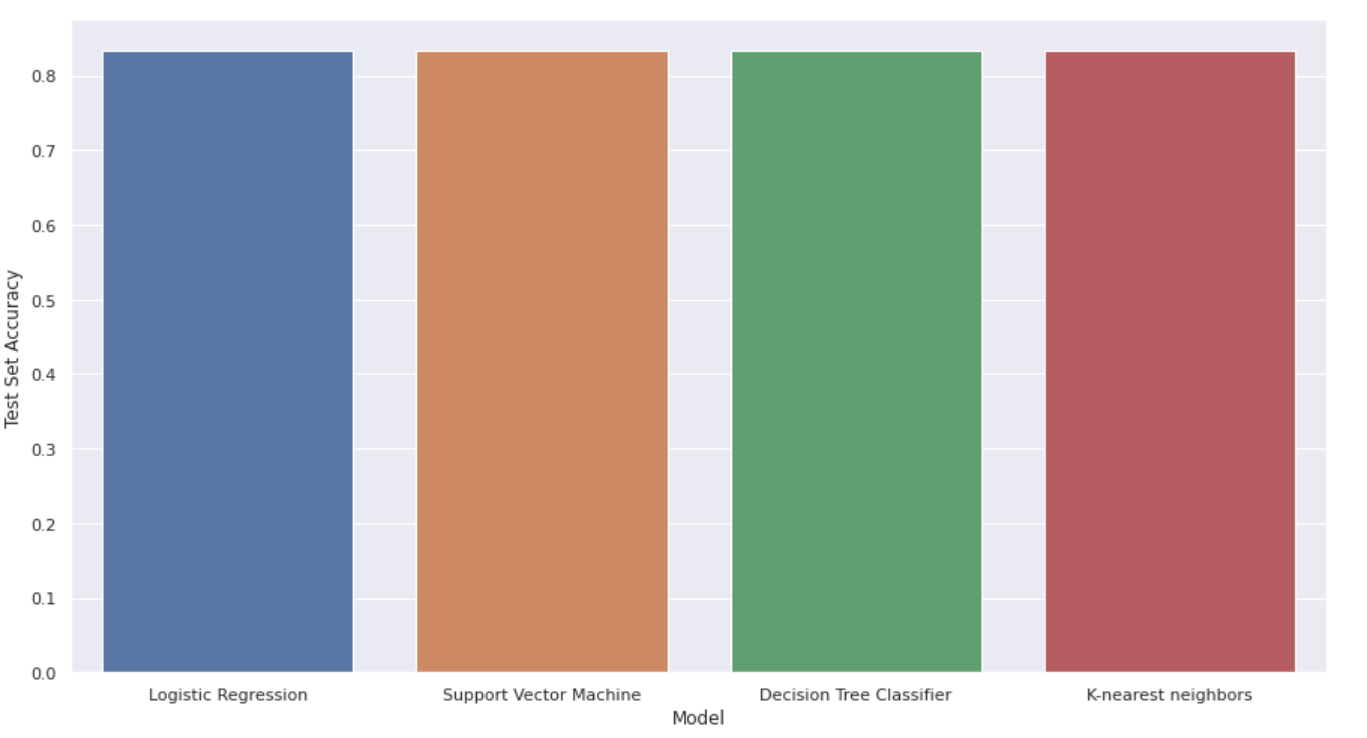 Test Set Accuracy
0.8
0.7
0.6
0.5
0.4
0.3
0.2
0.1
0.0
Logistic Regression
Support Vector Machine
Decision Tree Classifier
K-nearest neighbors
Model